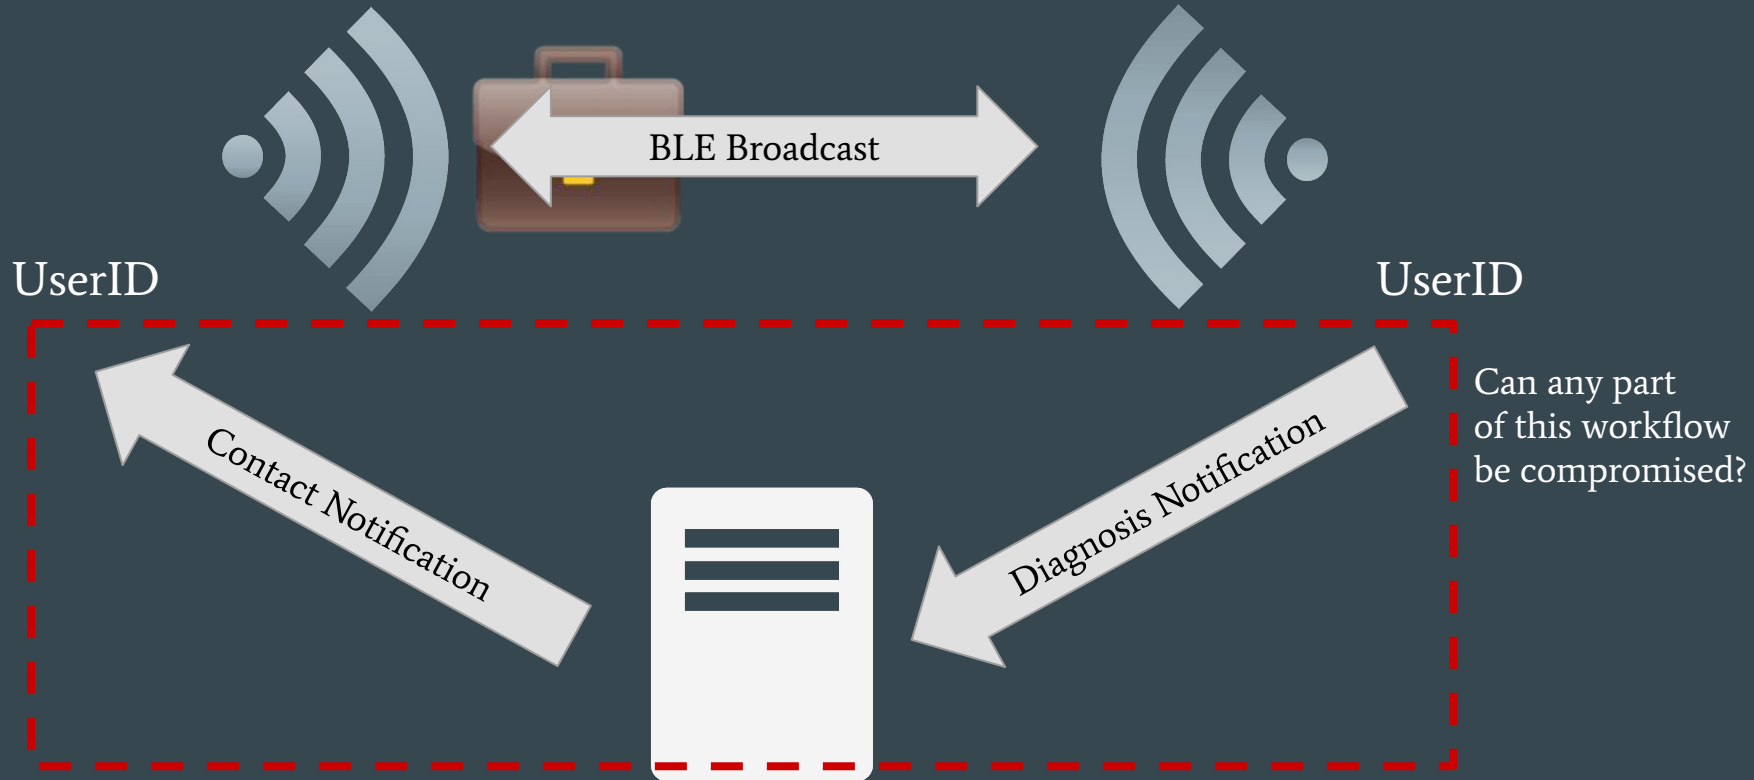 BLE Broadcast
UserID
UserID
Can any part
of this workflow
be compromised?
Contact Notification
Diagnosis Notification